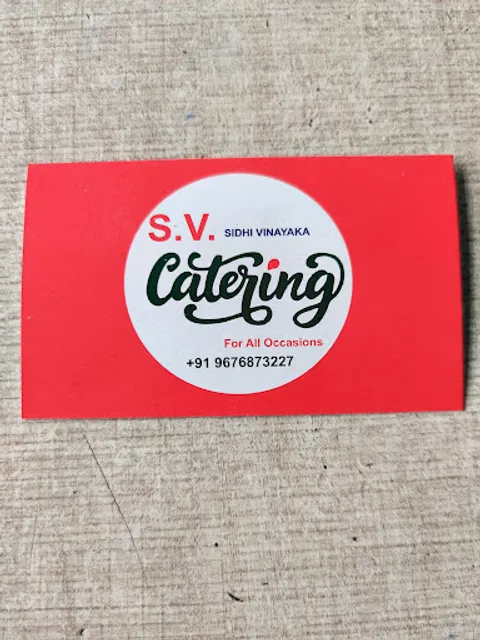 S.V. SIDHI VINAYAKA
Catering
For All Occasions
+91 9676873227